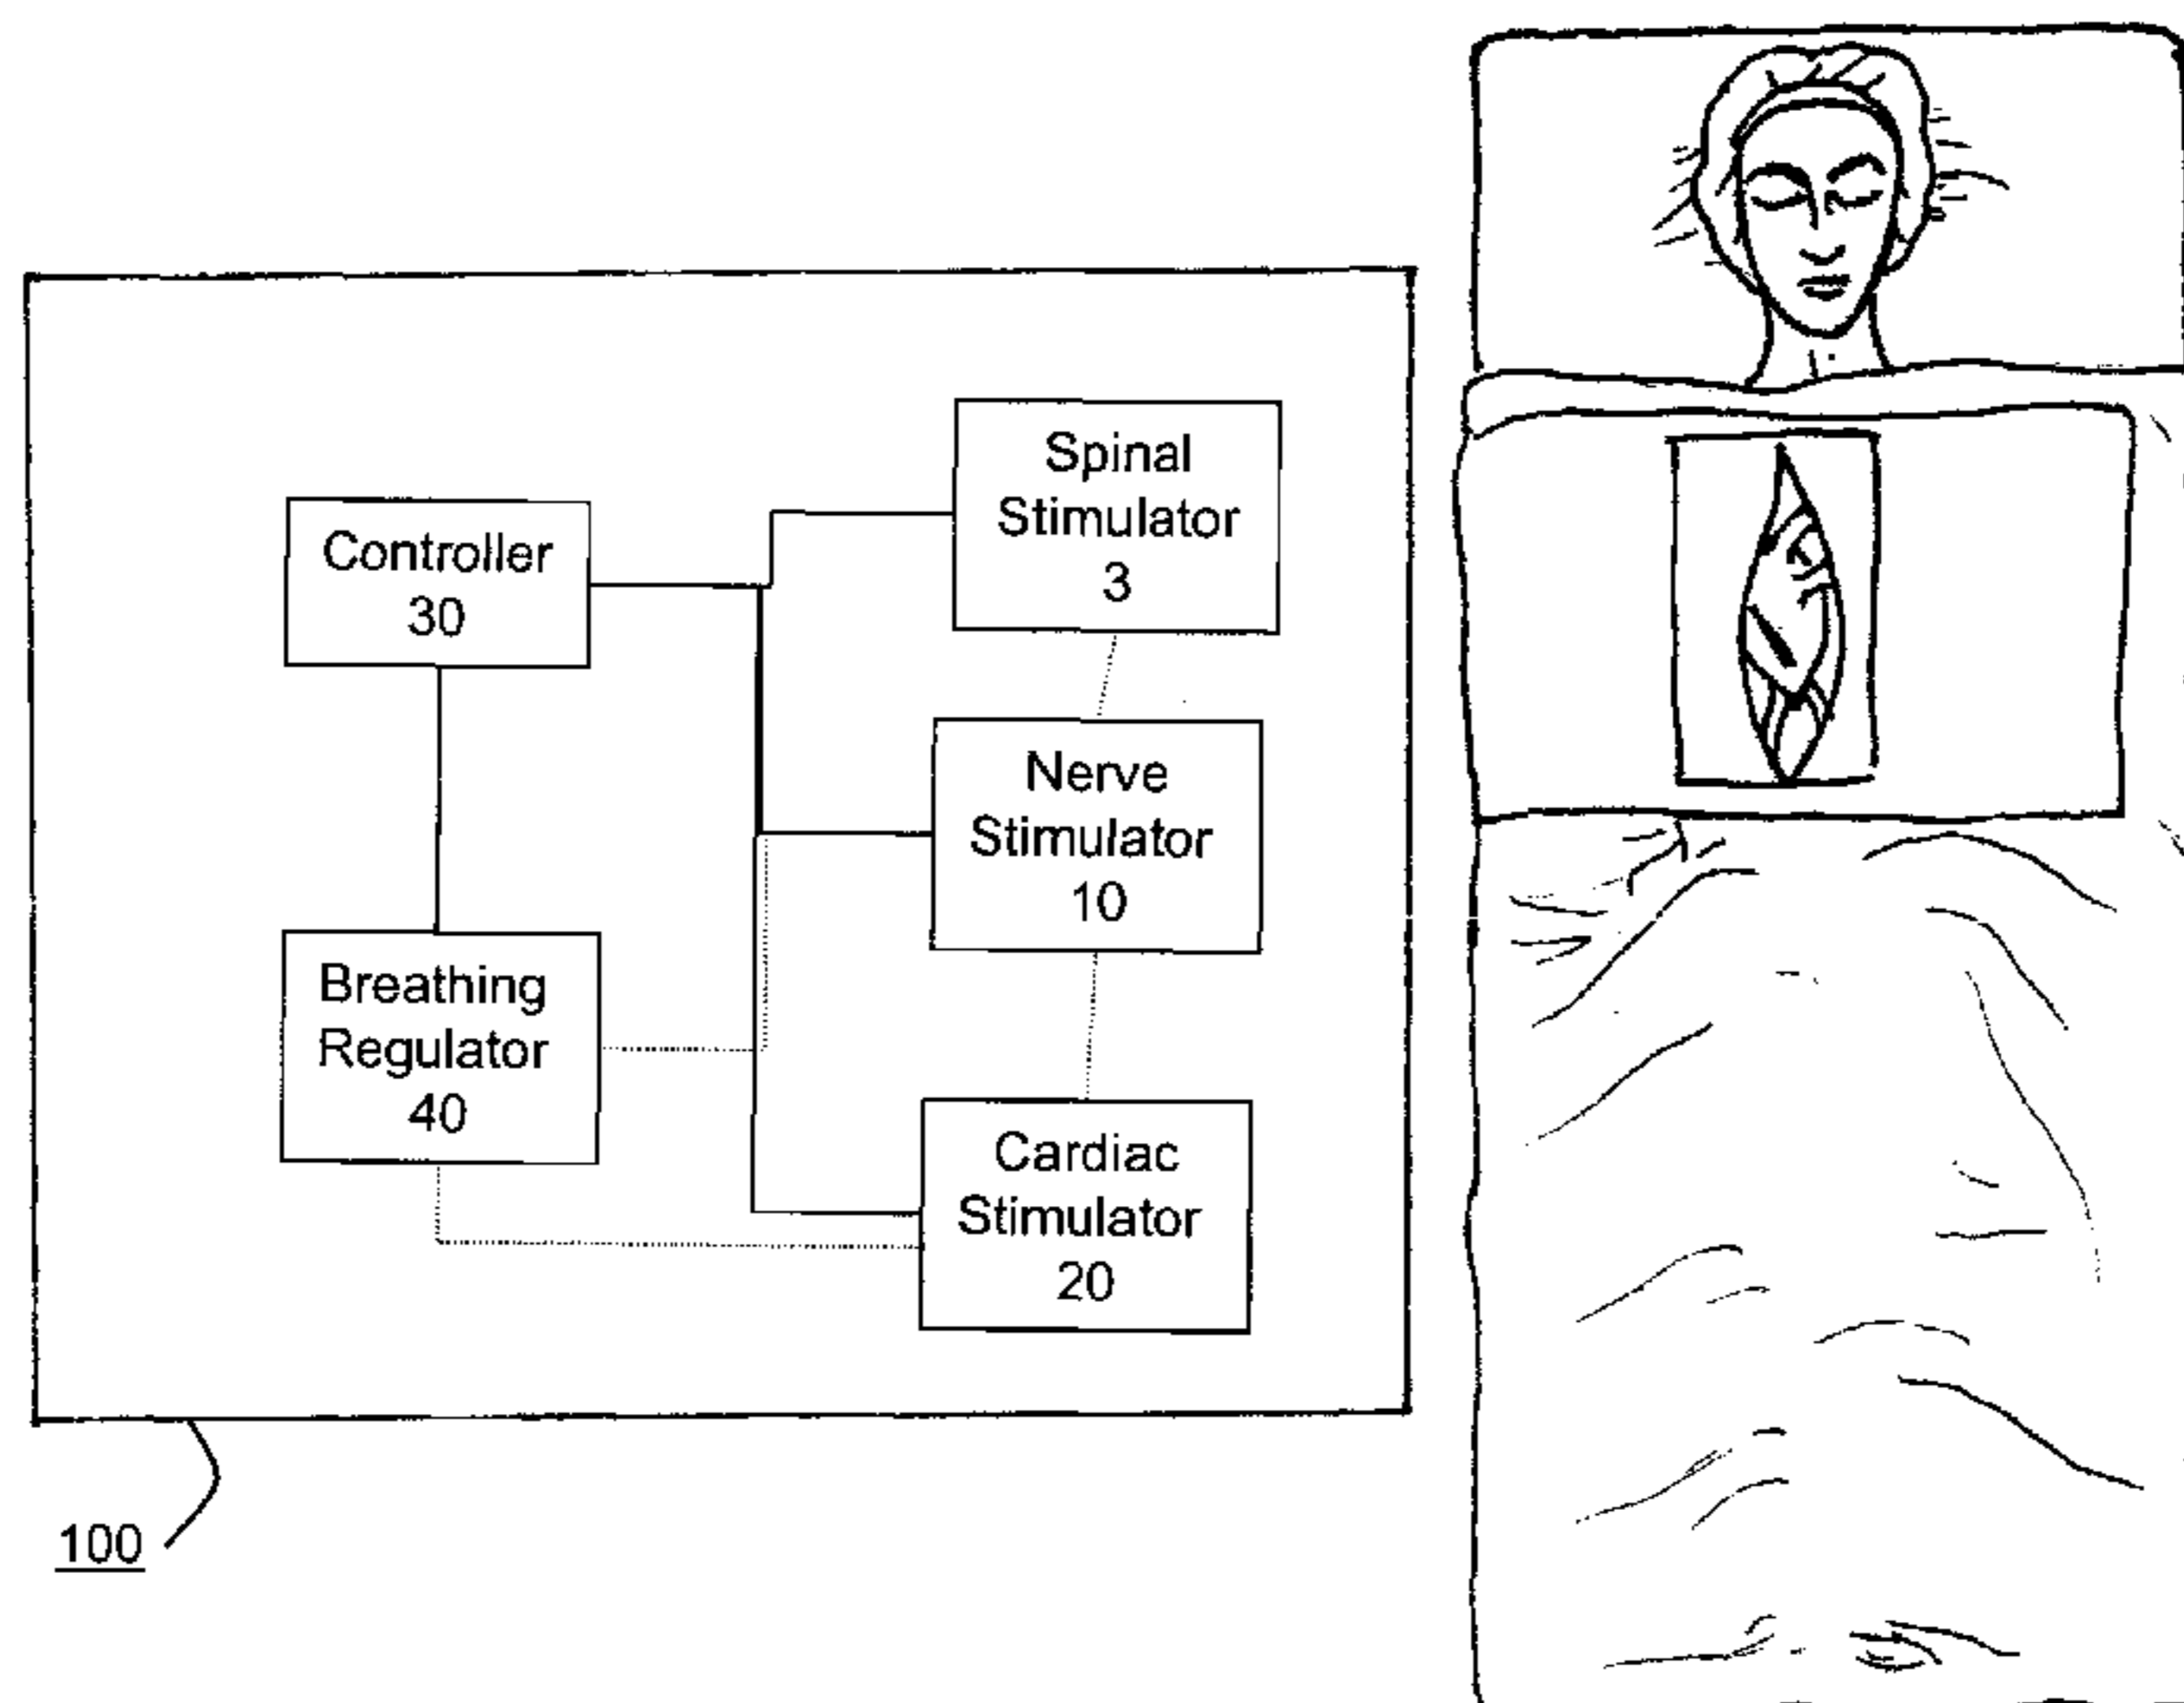 Spinal
Stimulator
3
Controller
30
Nerve
Stimulator
10
Breathing
Regulator
40
Cardiac
Stimulator
20
100